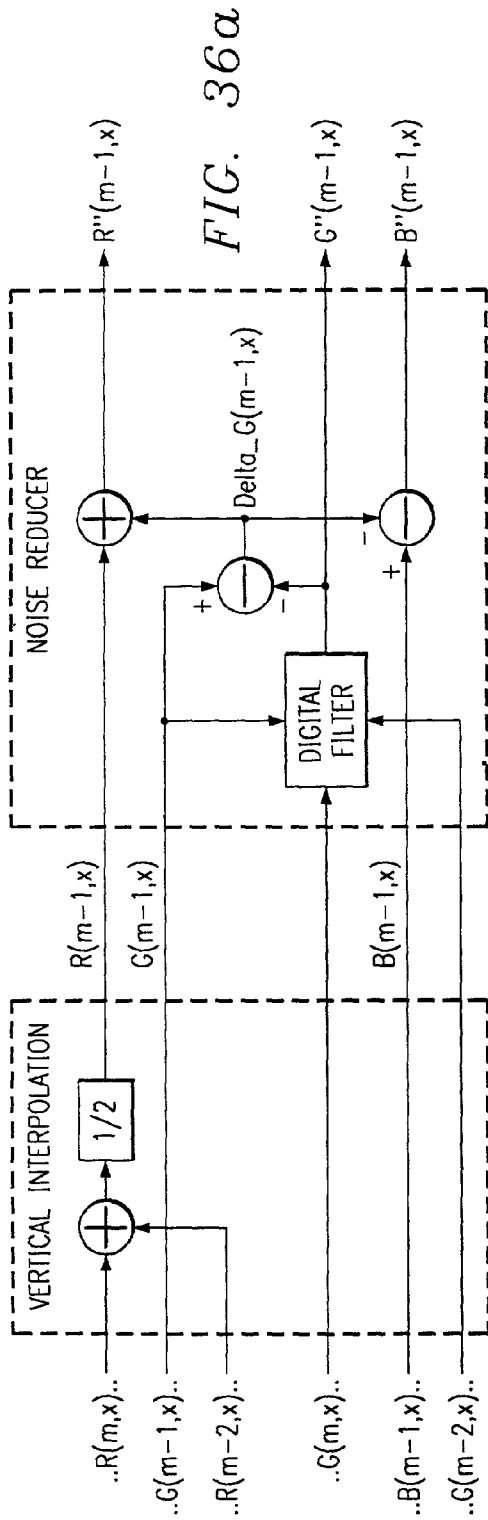 FIG. 36a
VERTICAL INTERPOLATION
NOISE REDUCER
..R(m,x)..
..G(m-1,x)..
..R(m-2,x)..
..G(m,x)..
..B(m-1,x)..
..G(m-2,x)..
+
1/2
R(m-1,x)
G(m-1,x)
B(m-1,x)
DIGITAL
FILTER
+
+
-
-
Delta_G(m-1,x)
-
+
-
R"(m-1,x)
G"(m-1,x)
B"(m-1,x)